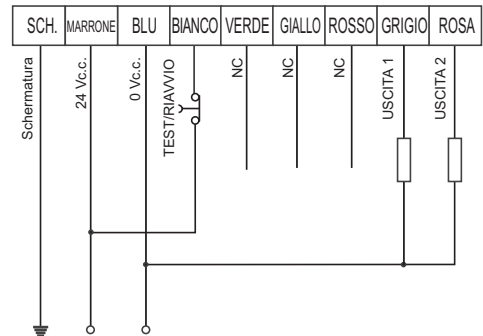 SCH. MARRONE BLU BIANCO VERDE GIALLO ROSSO GRIGIO ROSA
Schermatura
24 Vc.c.
0 Vc.c.
TEST/RIAVVIO
NC
NC
NC
USCITA 1
USCITA 2